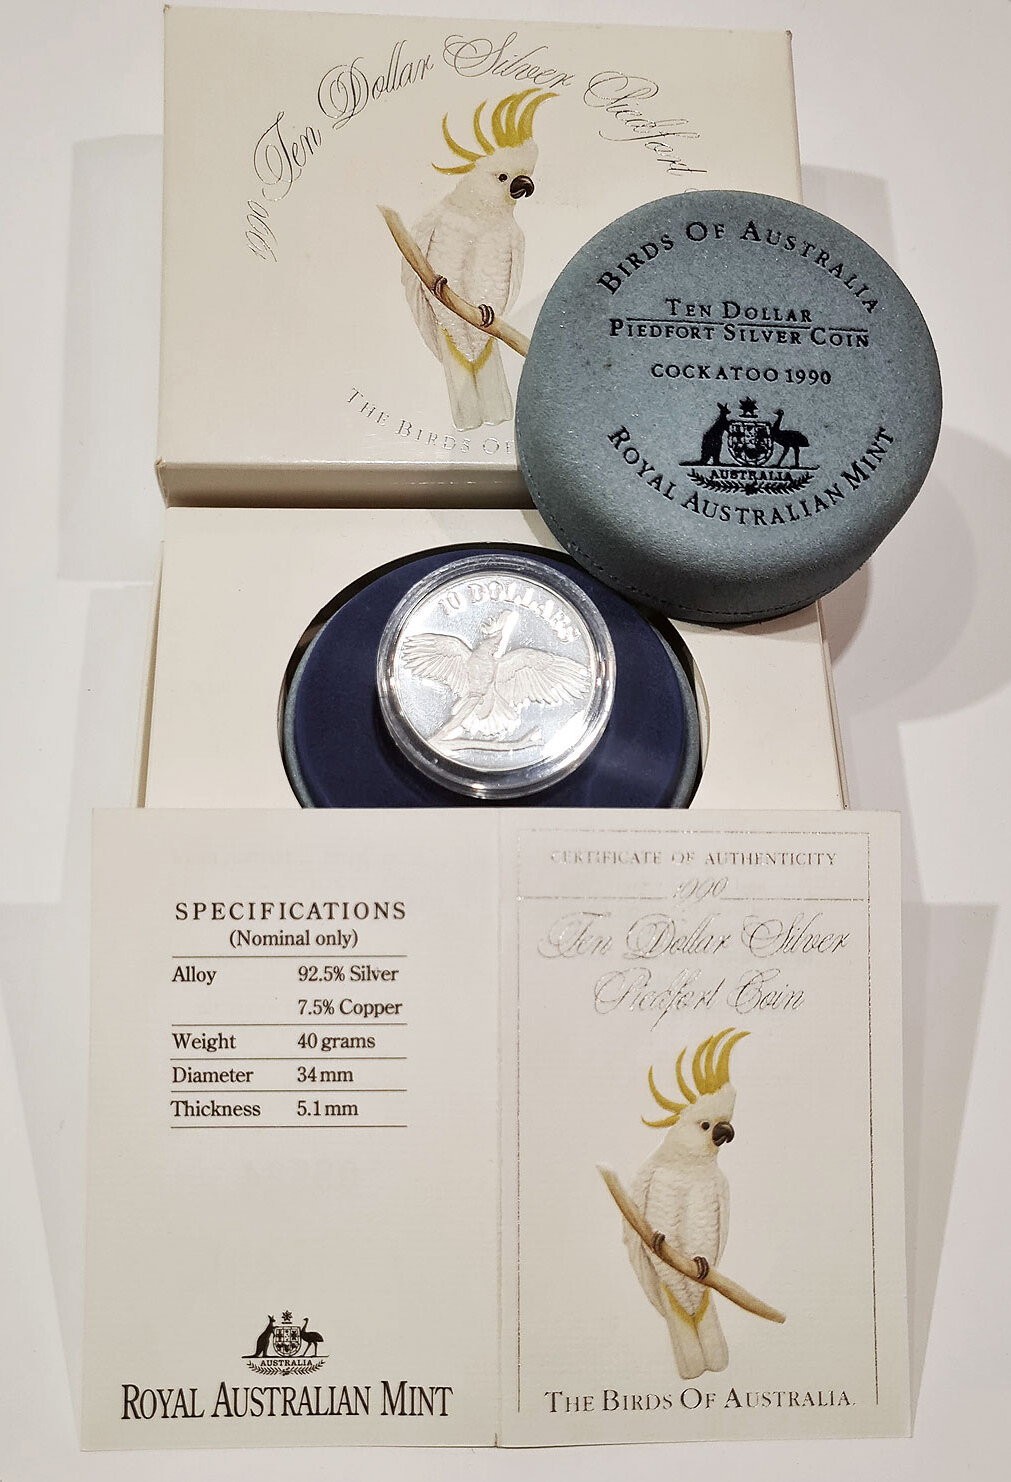 1990 Ten Dollar Silver Piedfort
THE BIRDS OF
BIRDS OF AUSTRALIA
TEN DOLLAR
PIEDFORT SILVER COIN
COCKATOO 1990
AUSTRALIA
ROYAL AUSTRALIAN MINT
10 DOLLARS
SPECIFICATIONS
(Nominal only)
Alloy 92.5% Silver
7.5% Copper
Weight 40 grams
Diameter 34 mm
Thickness 5.1 mm
AUSTRALIA
ROYAL AUSTRALIAN MINT
CERTIFICATE OF AUTHENTICITY
1990
Ten Dollar Silver
Piedfort Coin
THE BIRDS OF AUSTRALIA.